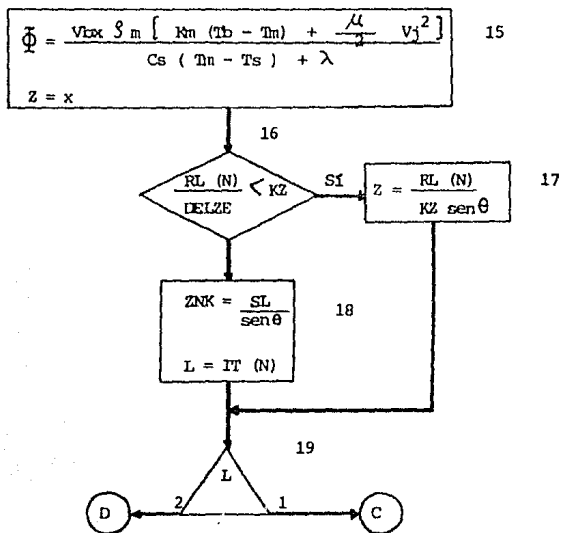 Φ = Vbx ρ m [ Km (Tb - Tm) + μ/2 Vj² ] / Cs ( Tm - Ts ) + λ
15
Z = x
16
RL (N) / DELZE < KZ
SÍ
Z = RL (N) / KZ sen θ
17
ZNK = SL / sen θ
18
L = IT (N)
19
L
D
2
1
C